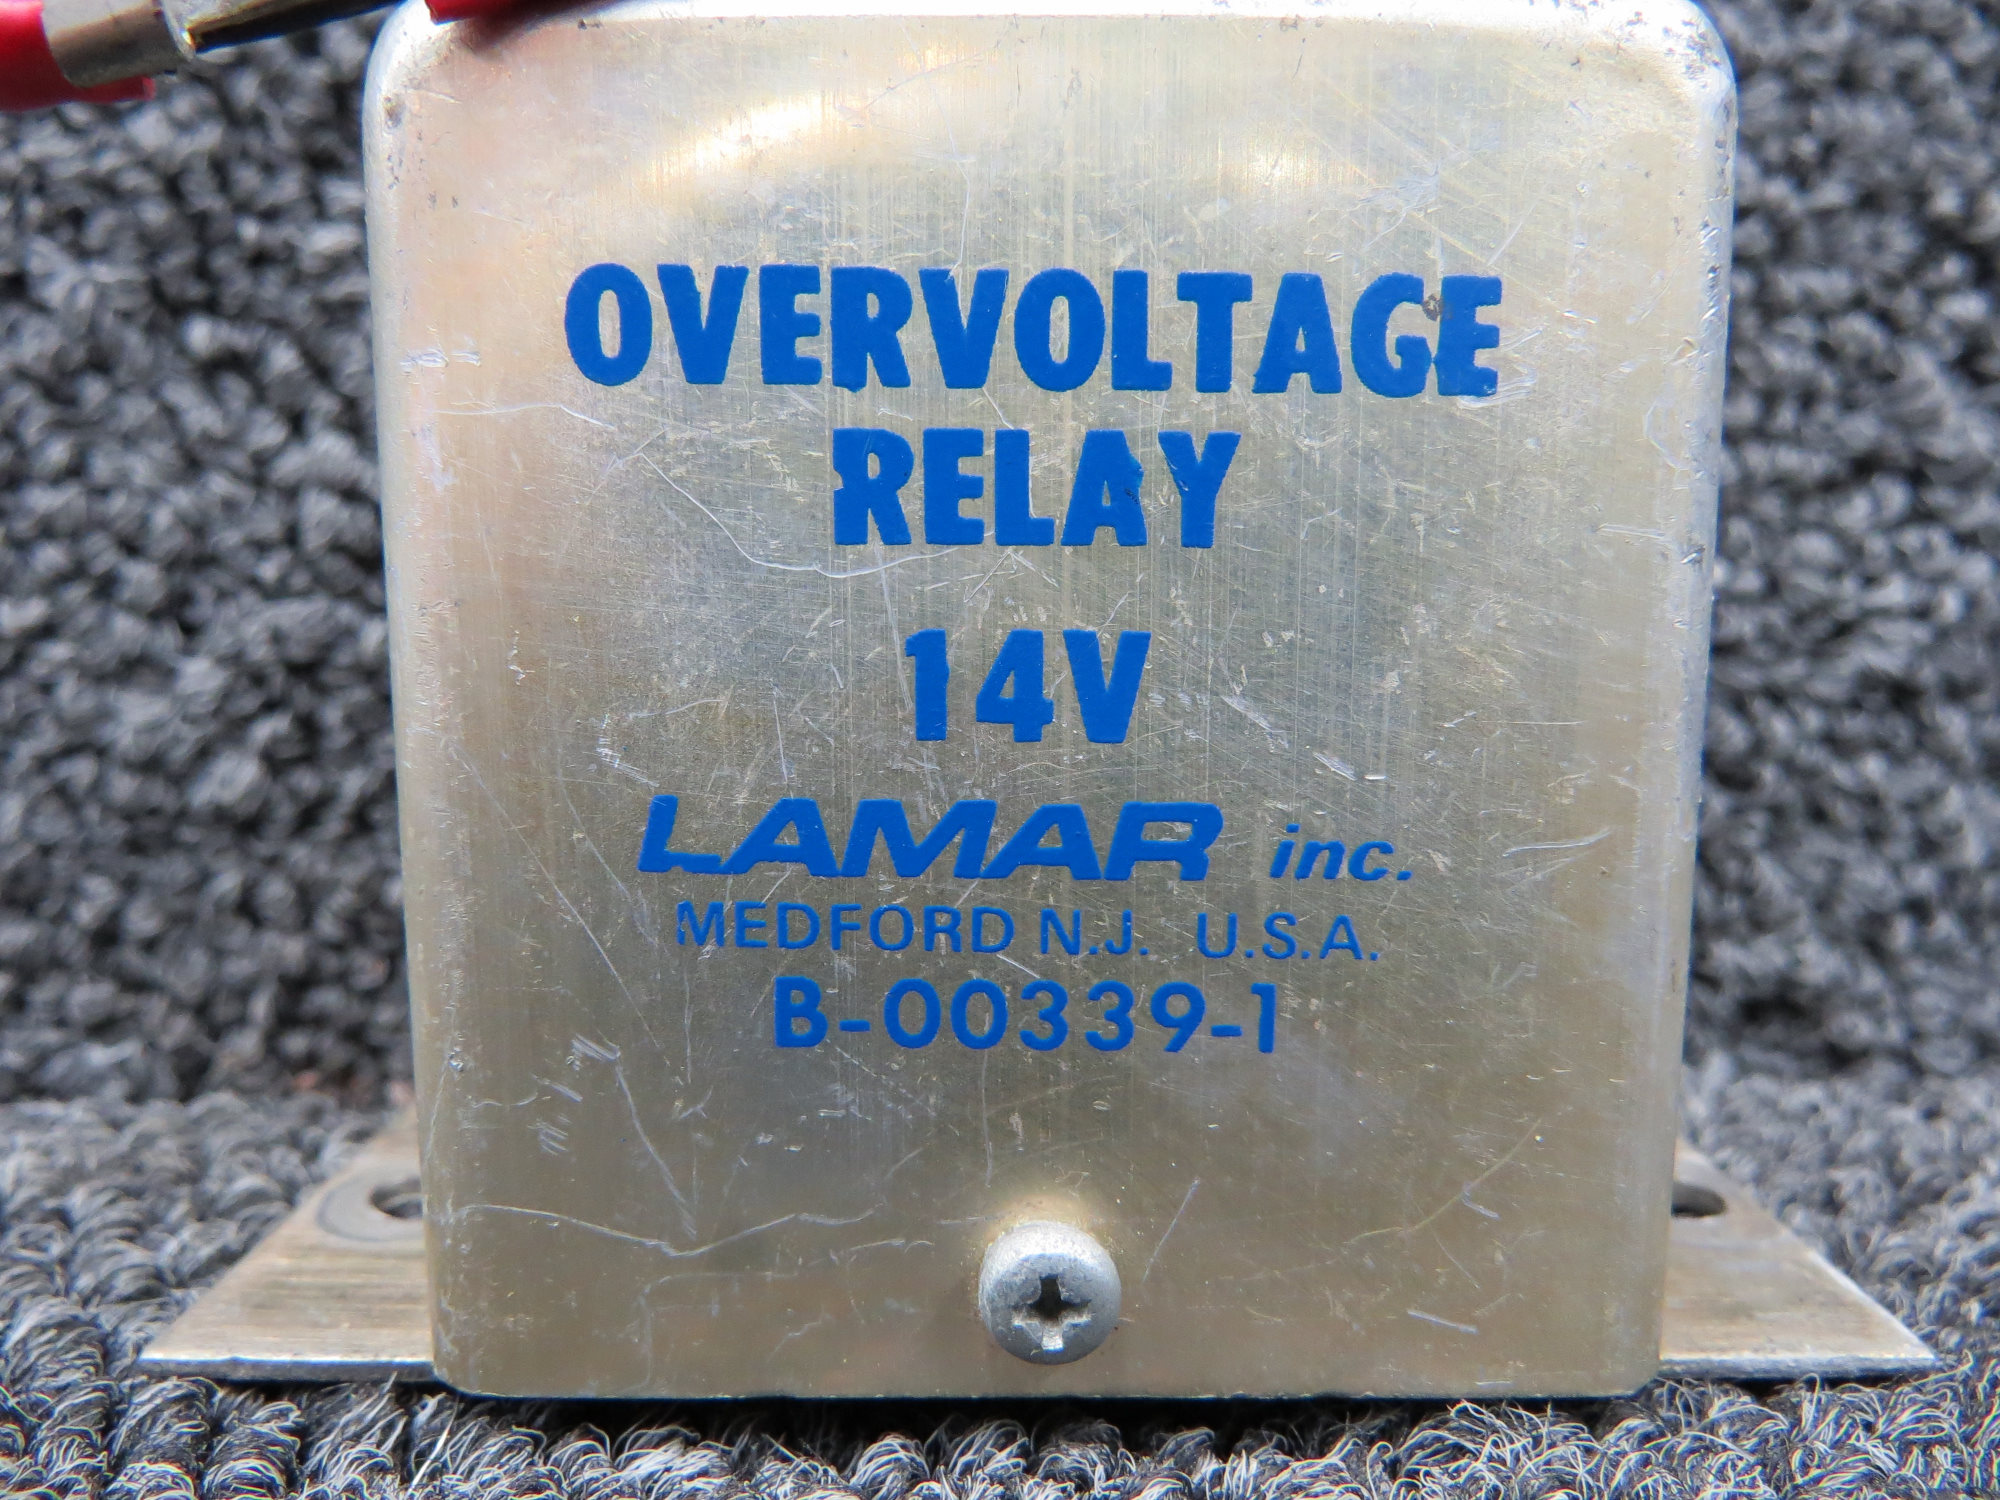 OVERVOLTAGE
RELAY
14V
LAMAR inc.
MEDFORD N.J. U.S.A.
B-00339-1